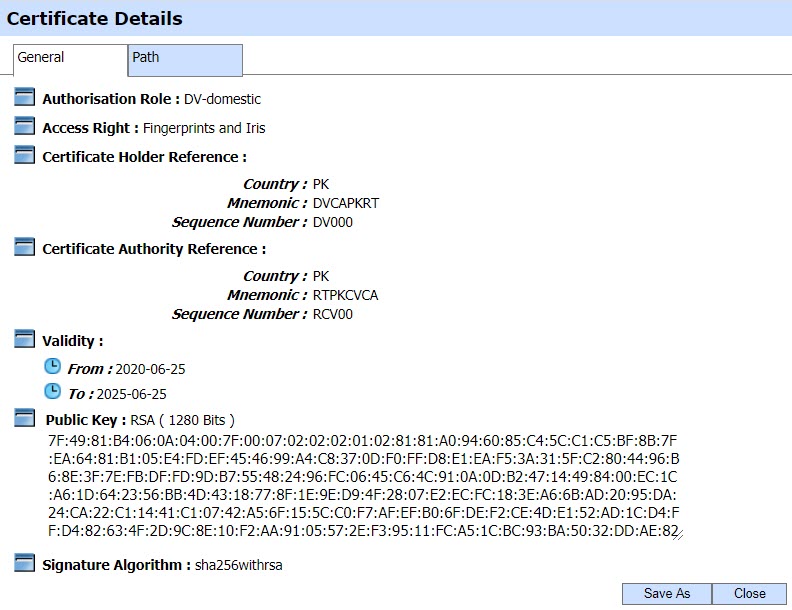 Certificate Details
General
Path
Authorisation Role : DV-domestic
Access Right : Fingerprints and Iris
Certificate Holder Reference :
Country : PK
Mnemonic : DVCAPKRT
Sequence Number : DV000
Certificate Authority Reference :
Country : PK
Mnemonic : RTPKCVCA
Sequence Number : RCV00
Validity :
From : 2020-06-25
To : 2025-06-25
Public Key : RSA ( 1280 Bits )
7F:49:81:B4:06:0A:04:00:7F:00:07:02:02:02:01:02:81:81:A0:94:60:85:C4:5C:C1:C5:BF:8B:7F
:EA:64:81:B1:05:E4:FD:EF:45:46:99:A4:C8:37:0D:F0:FF:D8:E1:EA:F5:3A:31:5F:C2:80:44:96:B
6:8E:3F:7E:FB:DF:FD:9D:B7:55:48:24:96:FC:06:45:C6:4C:91:0A:0D:B2:47:14:49:84:00:EC:1C
:A6:1D:64:23:56:BB:4D:43:18:77:8F:1E:9E:D9:4F:28:07:E2:EC:FC:18:3E:A6:6B:AD:20:95:DA:
24:CA:22:C1:14:41:C1:07:42:A5:6F:15:5C:C0:F7:AF:EF:B0:6F:DE:F2:CE:4D:E1:52:AD:1C:D4:F
F:D4:82:63:4F:2D:9C:8E:10:F2:AA:91:05:57:2E:F3:95:11:FC:A5:1C:BC:93:BA:50:32:DD:AE:82
Signature Algorithm : sha256withrsa
Save As
Close